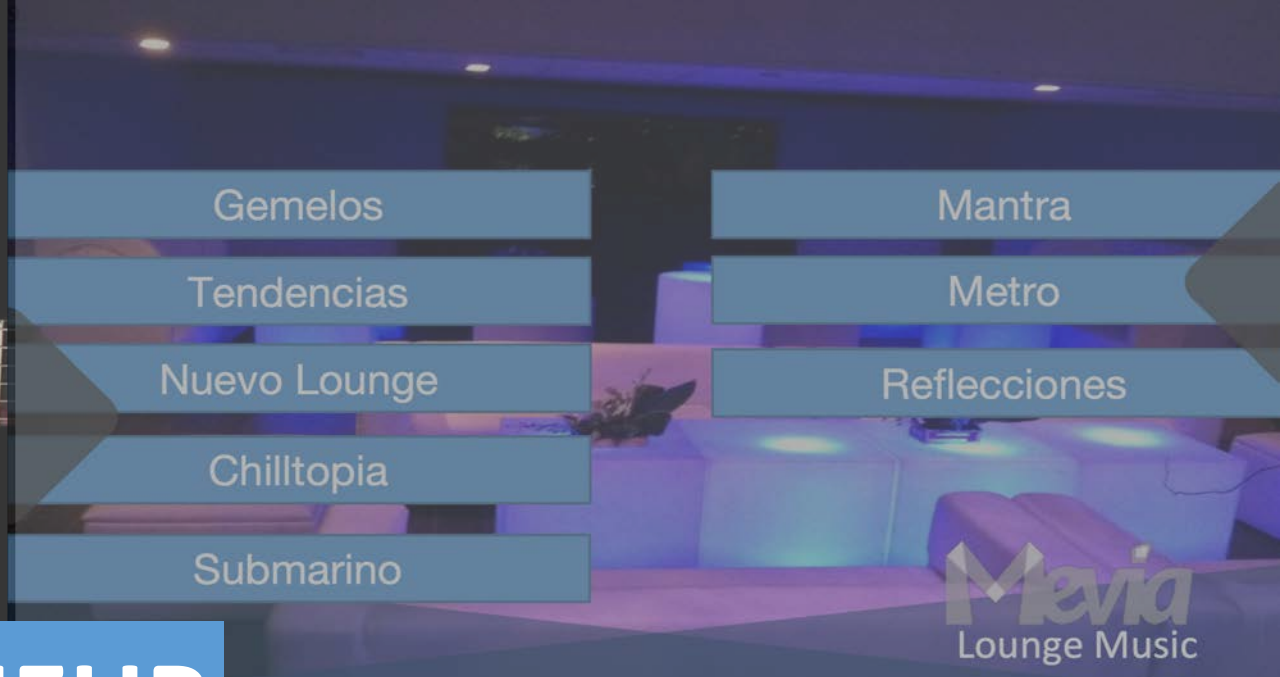 Gemelos
Tendencias
Nuevo Lounge
Chilltopia
Submarino
Mantra
Metro
Reflecciones
Mevia
Lounge Music